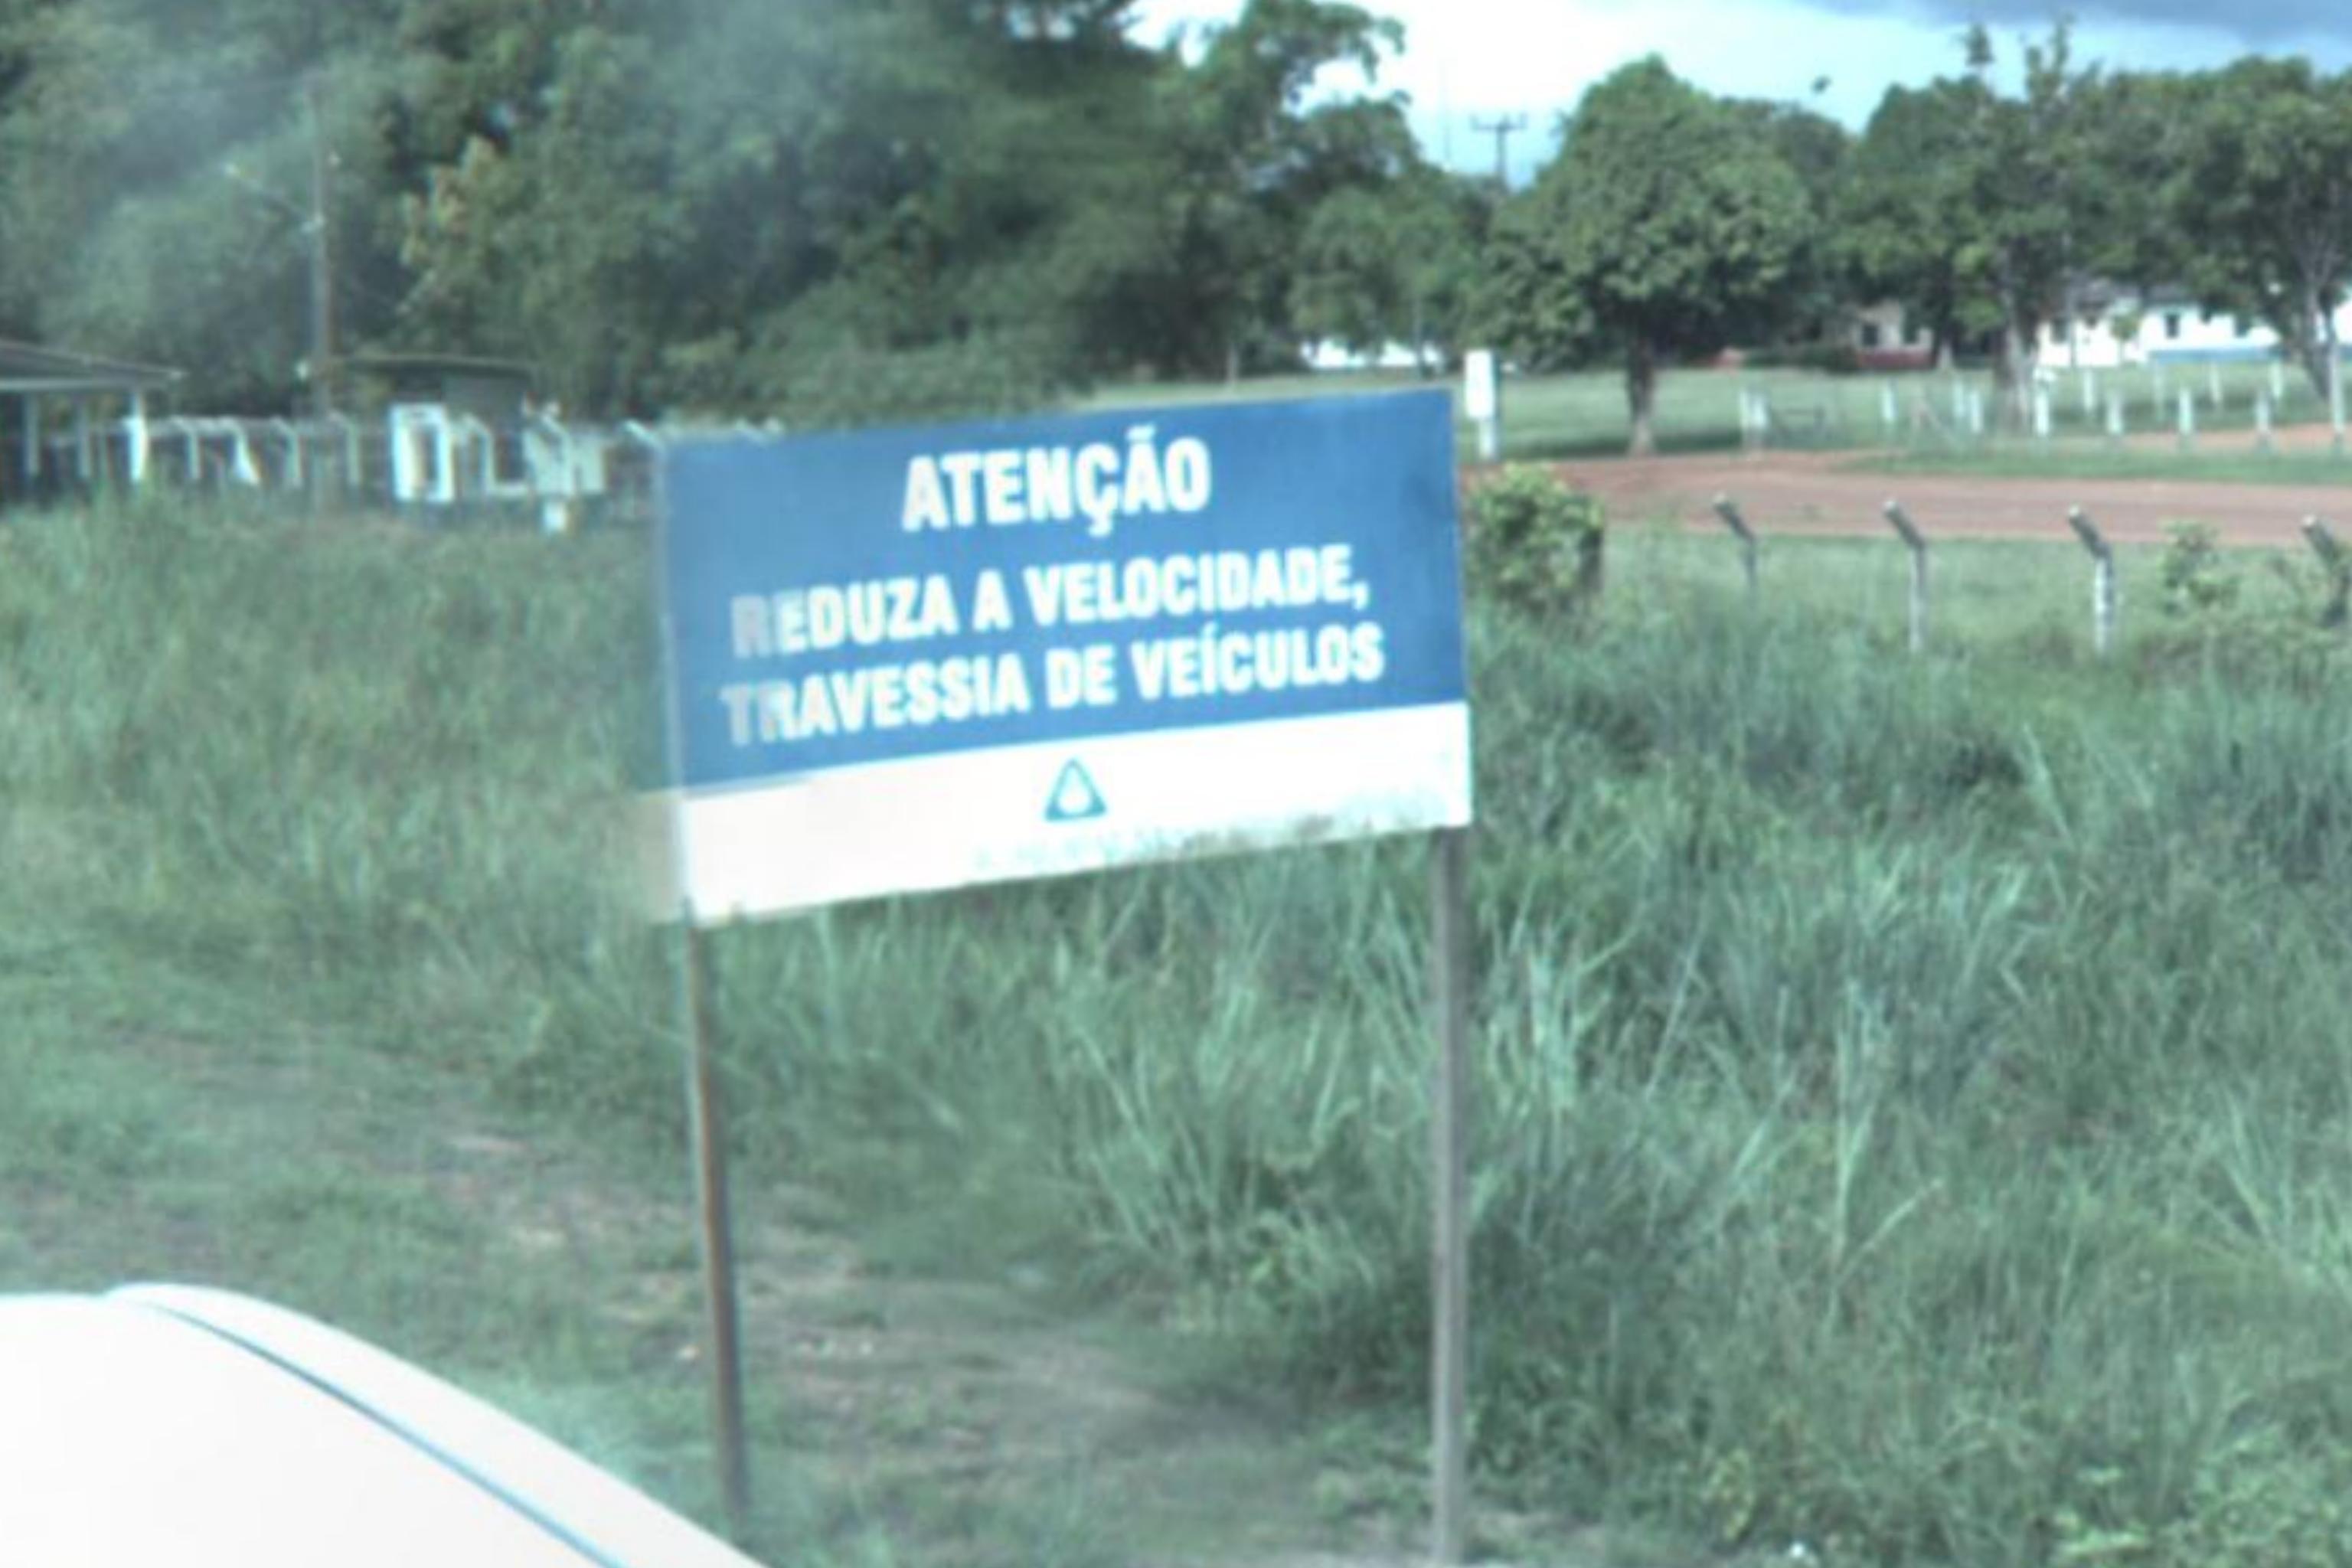 ATENÇÃO
REDUZA A VELOCIDADE,
TRAVESSIA DE VEÍCULOS